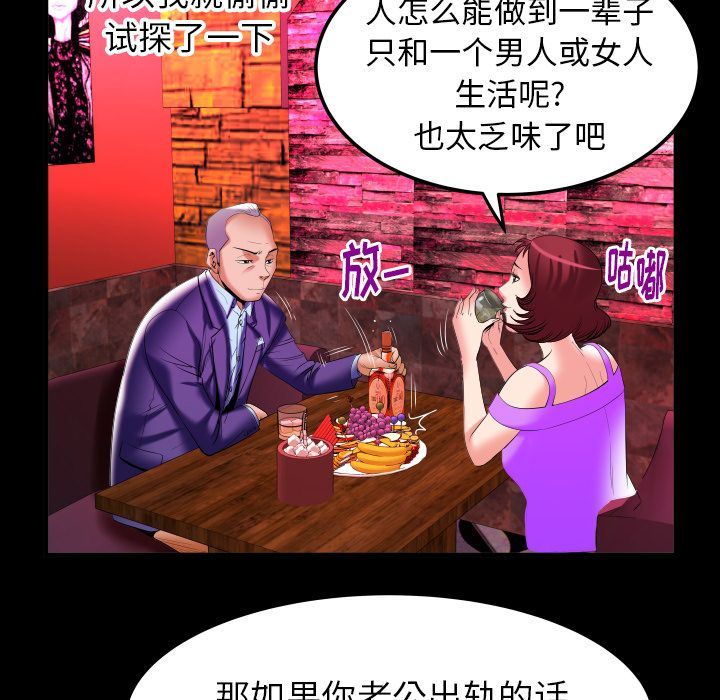 所以我就偷偷
试探了一下
人怎么能做到一辈子
只和一个男人或女人
生活呢?
也太乏味了吧
放一
咕嘟
那如果你老公出轨的话